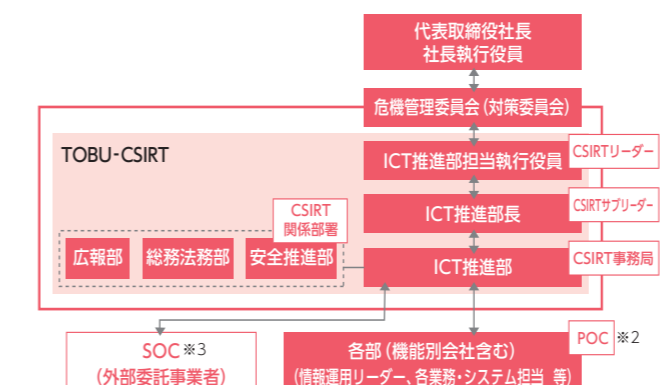 代表取締役社長
社長執行役員
危機管理委員会(対策委員会)
TOBU-CSIRT
ICT推進部担当執行役員
CSIRTリーダー
ICT推進部長
CSIRTサブリーダー
CSIRT
関係部署
広報部
総務法務部
安全推進部
ICT推進部
CSIRT事務局
SOC※3
(外部委託事業者)
各部(機能別会社含む)
(情報運用リーダー、各業務・システム担当 等)
POC ※2